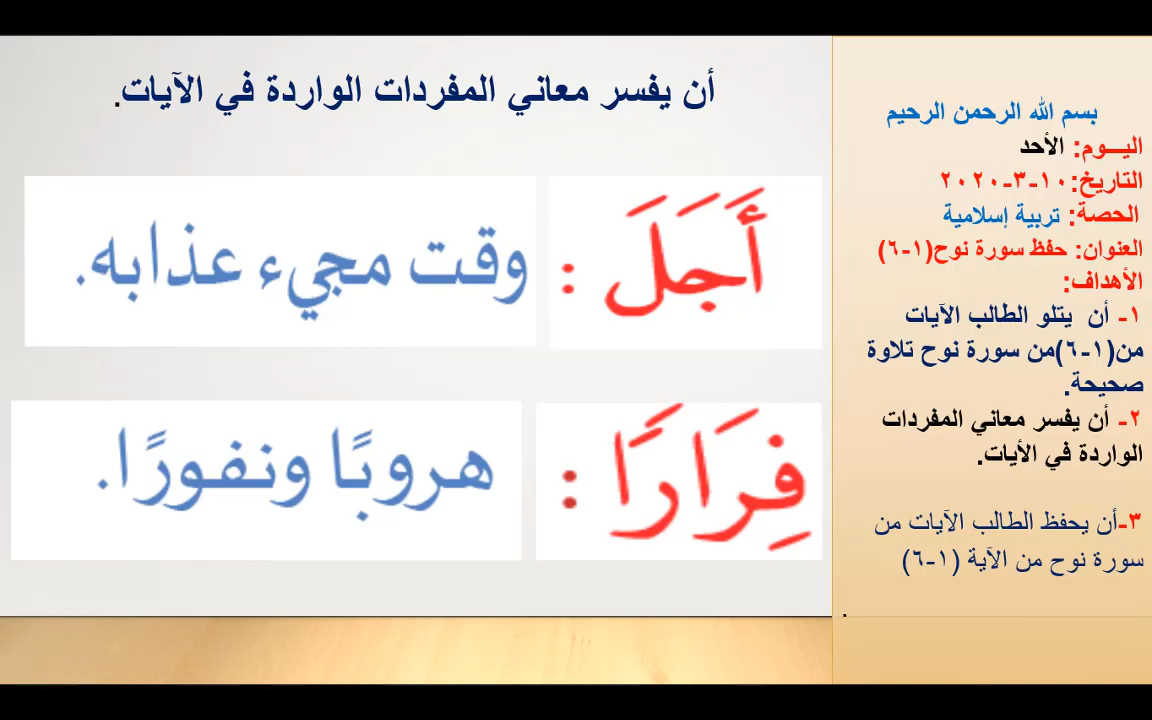 أن يفسر معاني المفردات الواردة في الآيات.
أَجَلَ : وقت مجيء عذابه.
فِرَارًا : هروبًا ونفورًا.
بسم الله الرحمن الرحيم
اليـــوم: الأحد
التاريخ:١٠-٣-٢٠٢٠
الحصة: تربية إسلامية
العنوان: حفظ سورة نوح(١-٦)
الأهداف:
١- أن يتلو الطالب الآيات
من(١-٦)من سورة نوح تلاوة
صحيحة.
٢- أن يفسر معاني المفردات
الواردة في الأيات.
٣-أن يحفظ الطالب الآيات من
سورة نوح من الآية (١-٦)
.